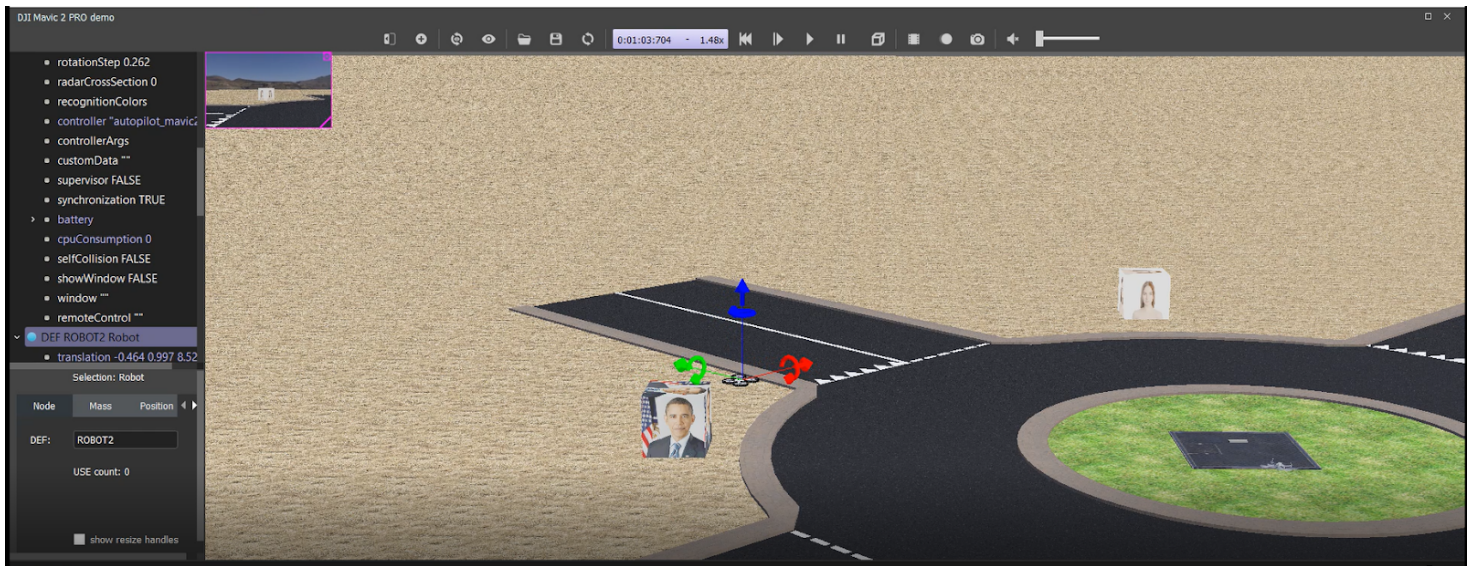 DJI Mavic 2 PRO demo
0:01:03:704 - 1.48x
rotationStep 0.262
radarCrossSection 0
recognitionColors
controller "autopilot_mavic2
controllerArgs
customData ""
supervisor FALSE
synchronization TRUE
battery
cpuConsumption 0
selfCollision FALSE
showWindow FALSE
window ""
remoteControl ""
DEF ROBOT2 Robot
translation -0.464 0.997 8.52
Selection: Robot
Node Mass Position
DEF: ROBOT2
USE count: 0
show resize handles